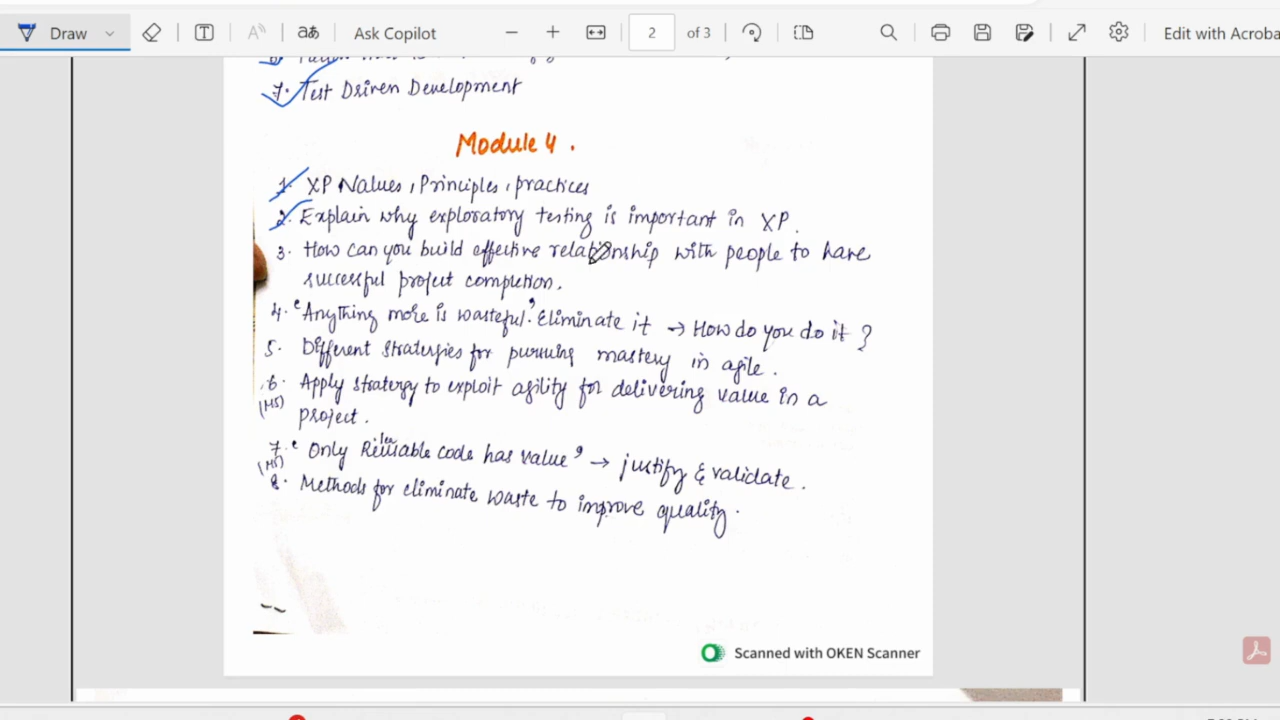 Draw
Ask Copilot
2 of 3
Edit with Acroba
7. Test Driven Development
Module 4.
1. XP Values, Principles, practices
2. Explain why exploratory testing is important in XP.
3. How can you build effective relationship with people to have
successful project completion.
4. 'Anything more is wasteful'. Eliminate it → How do you do it ?
5. Different stratergies for pursuing mastery in agile.
6. Apply stratergy to exploit agility for delivering value in a
(M5) project.
7. 'Only Releasable code has value' → justify & validate.
(M5)
8. Methods for eliminate waste to improve quality.
Scanned with OKEN Scanner